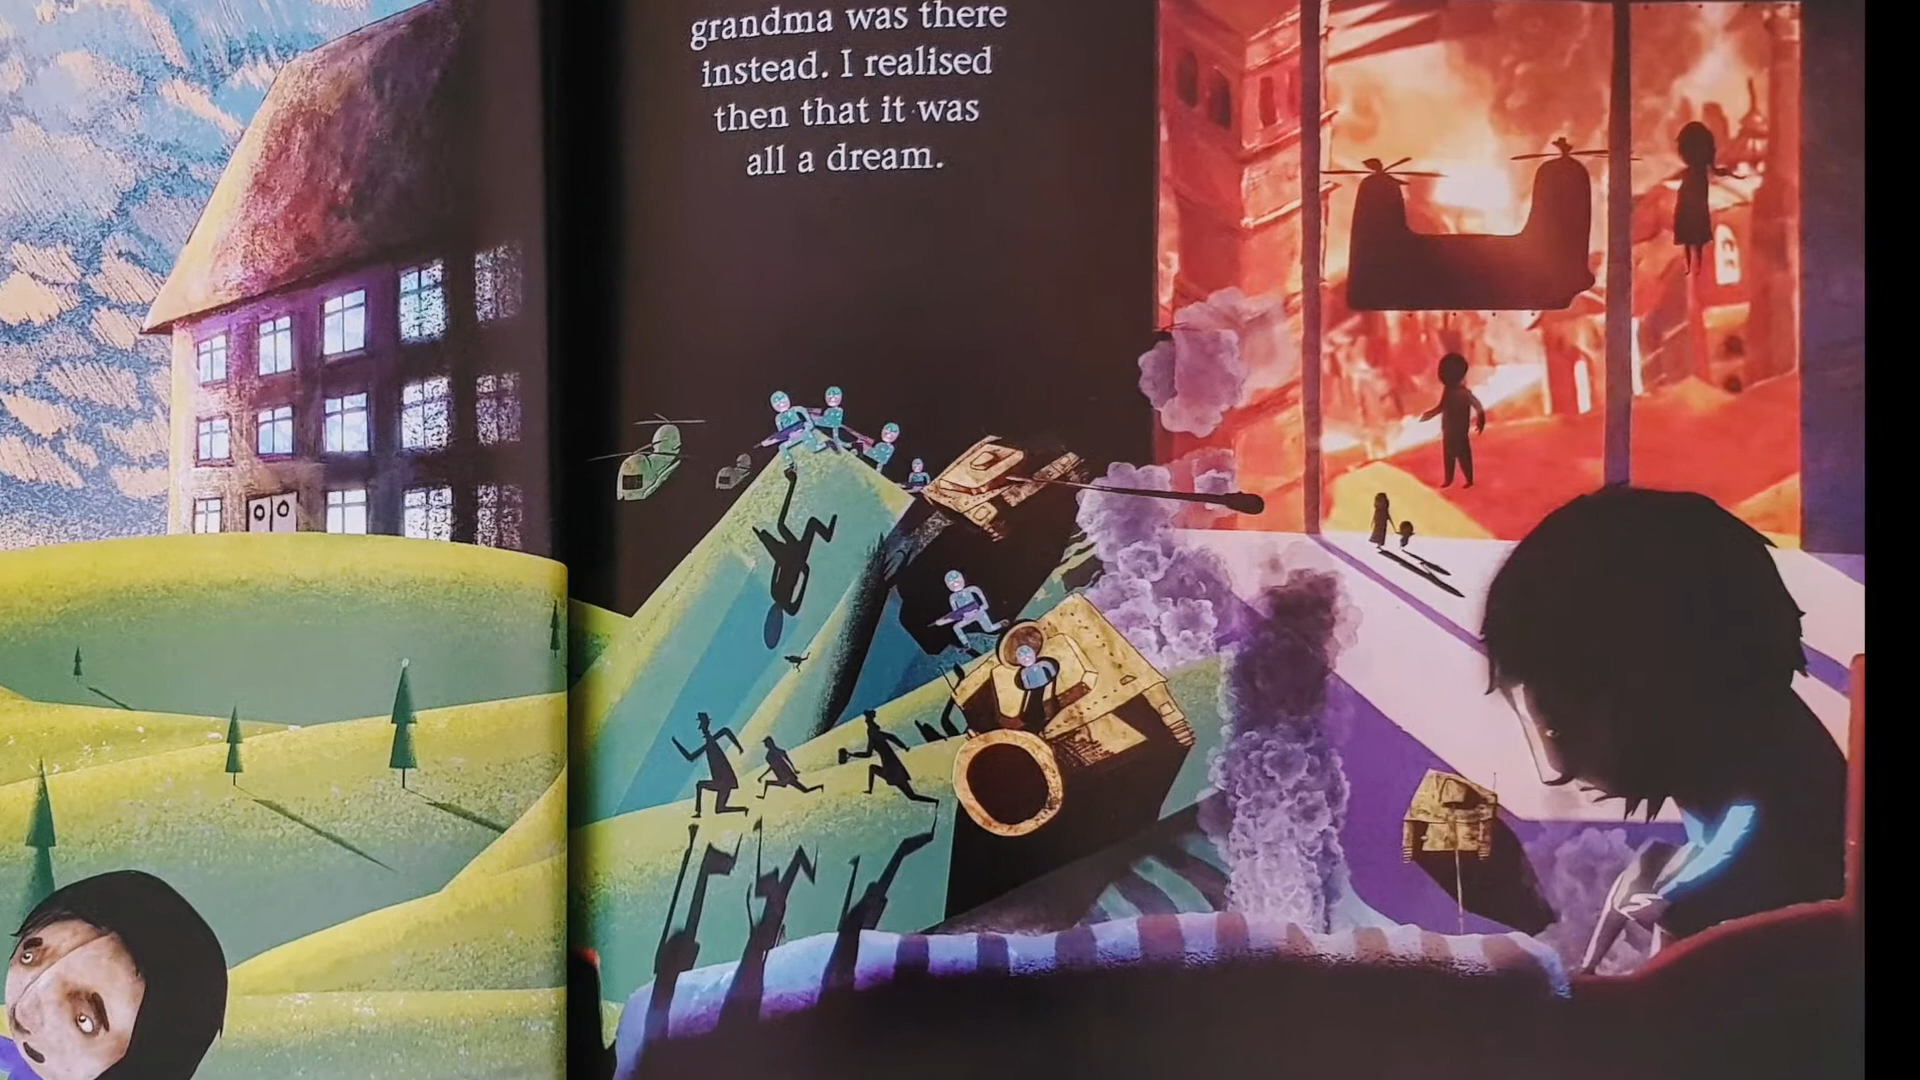 grandma was there
instead. I realised
then that it was
all a dream.